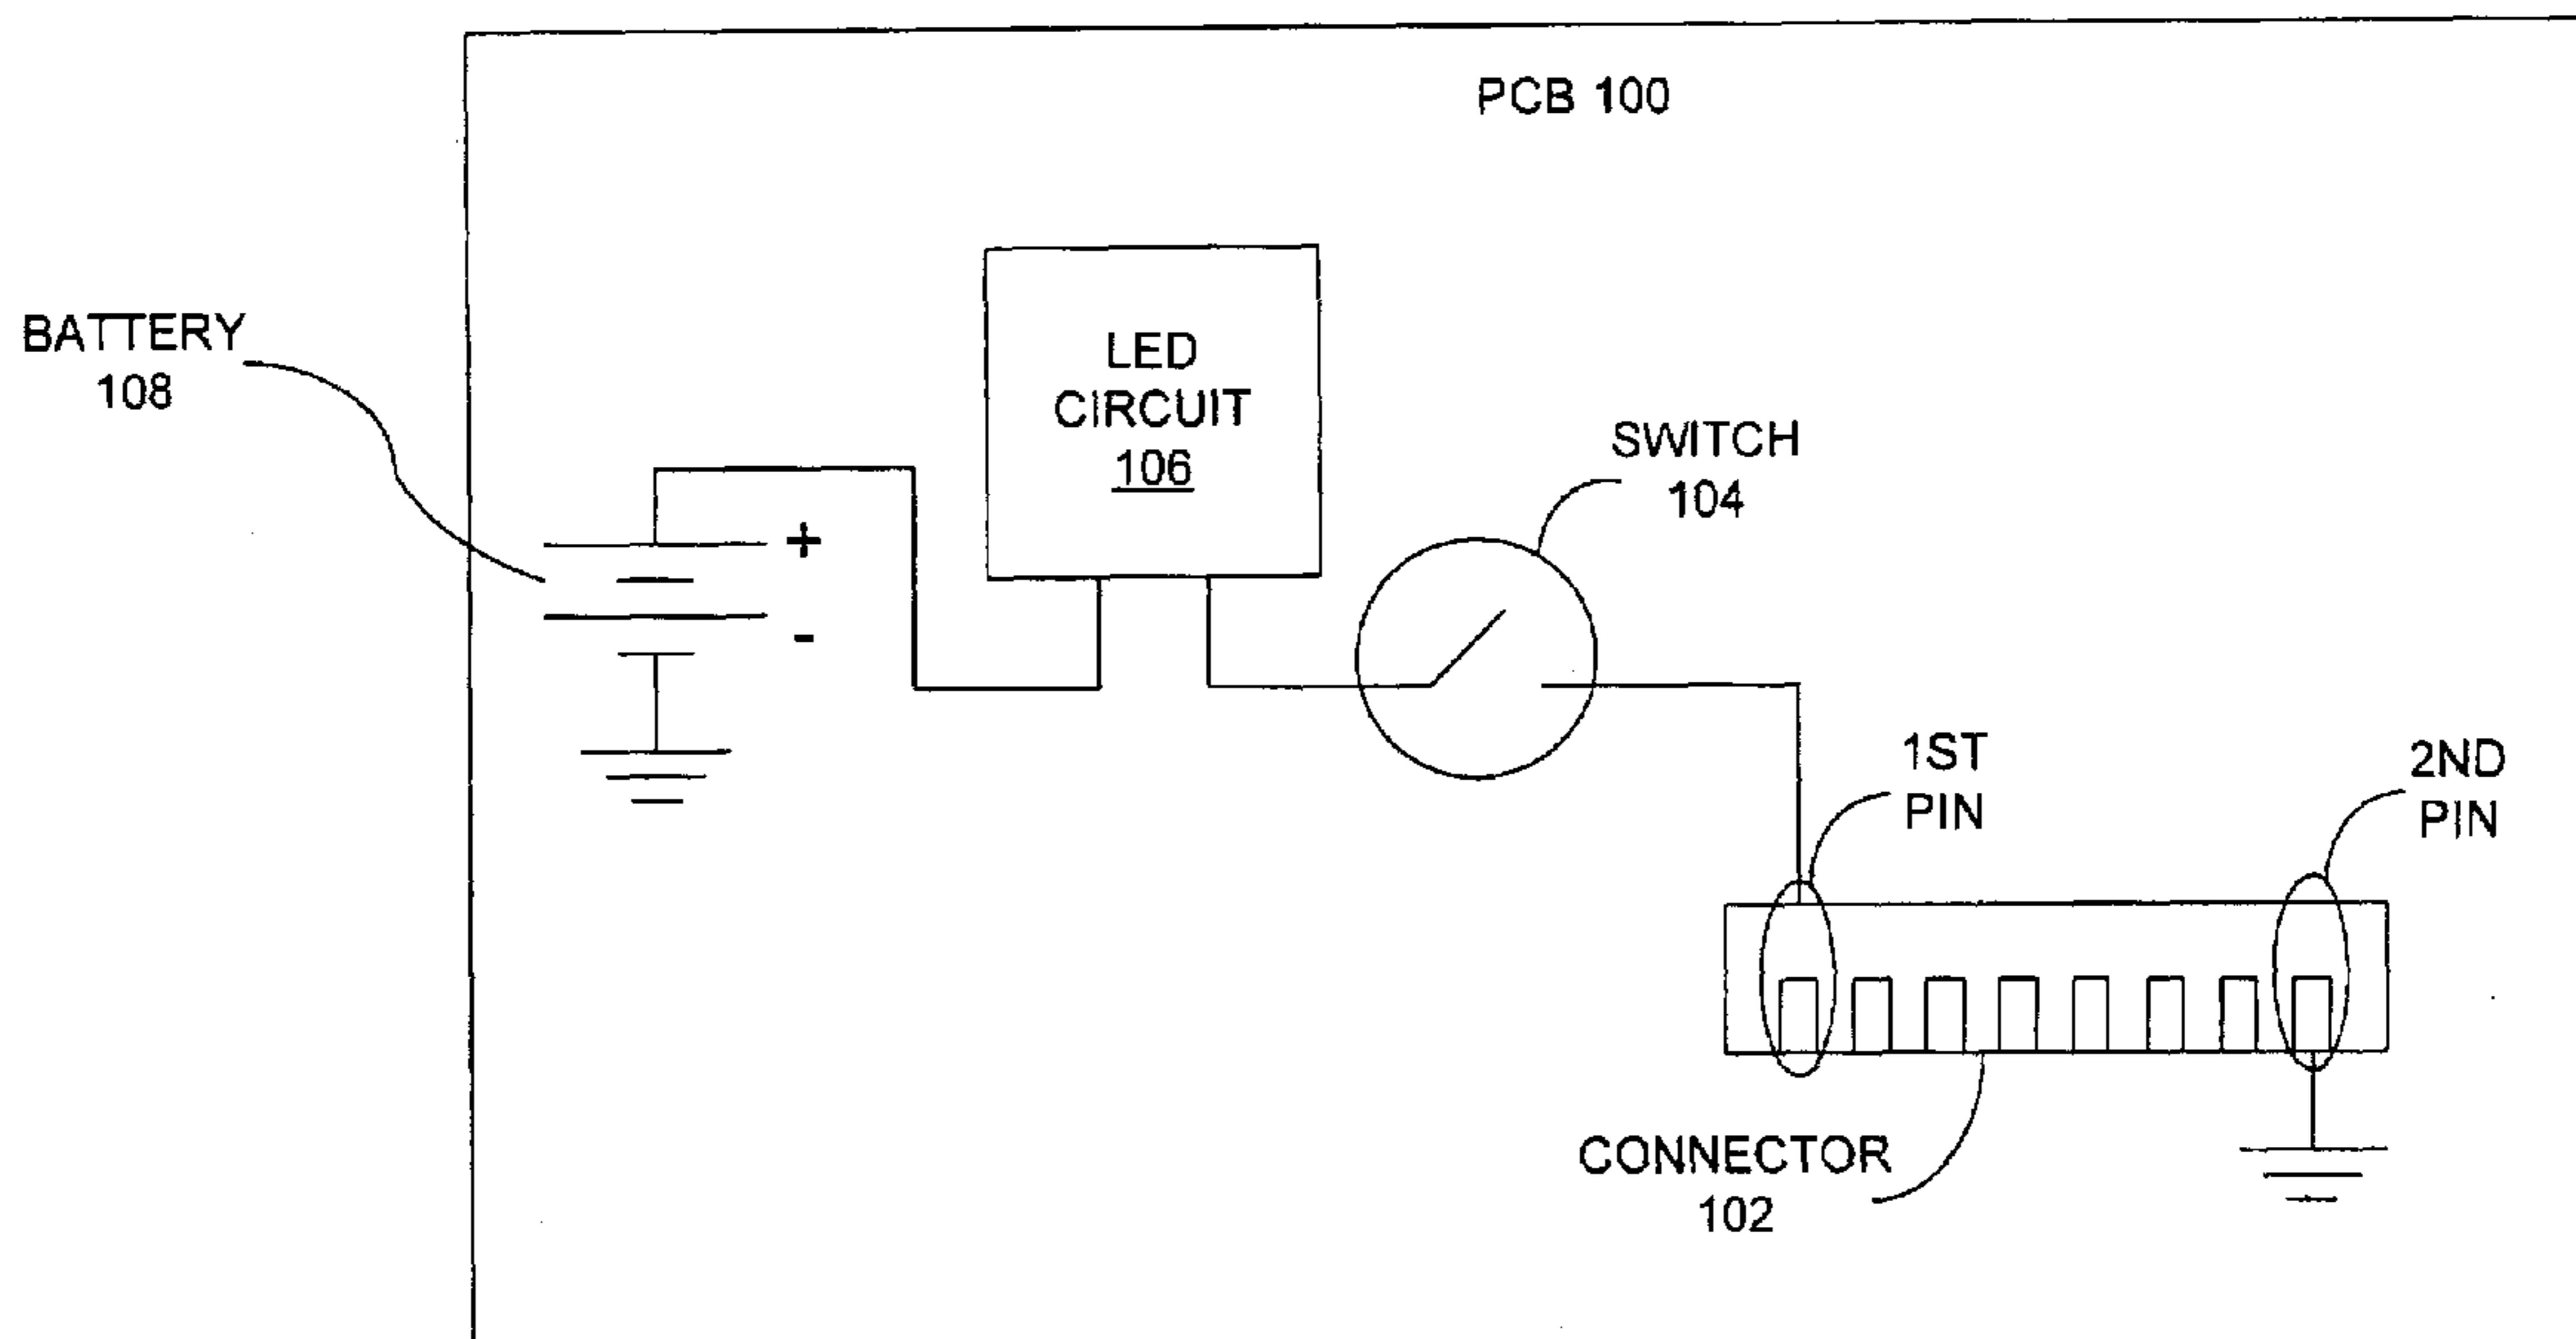 PCB 100
BATTERY
108
+
-
LED
CIRCUIT
106
SWITCH
104
1ST
PIN
2ND
PIN
CONNECTOR
102